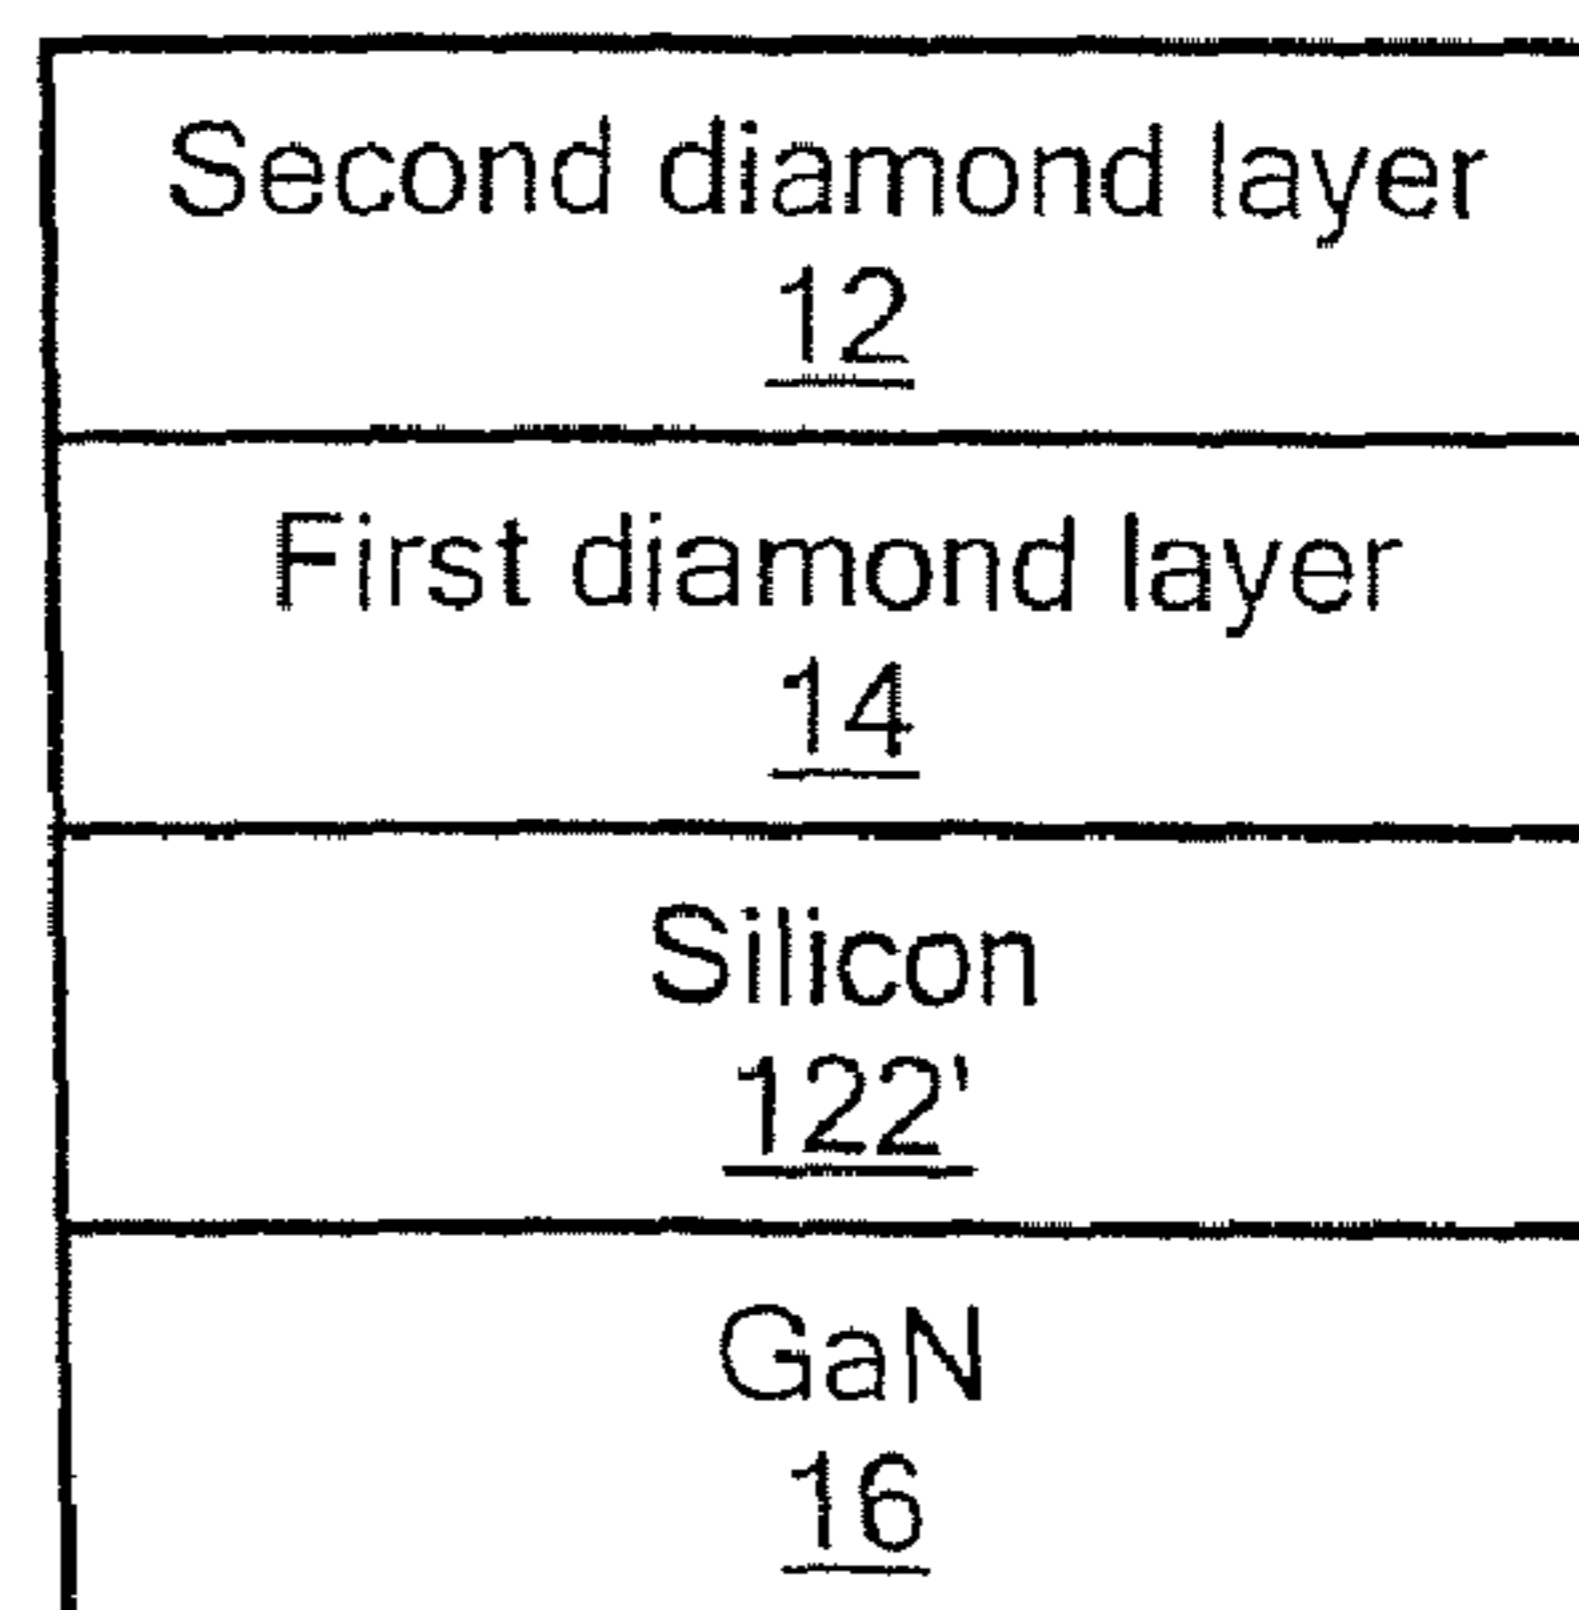 Second diamond layer
12
First diamond layer
14
Silicon
122'
GaN
16